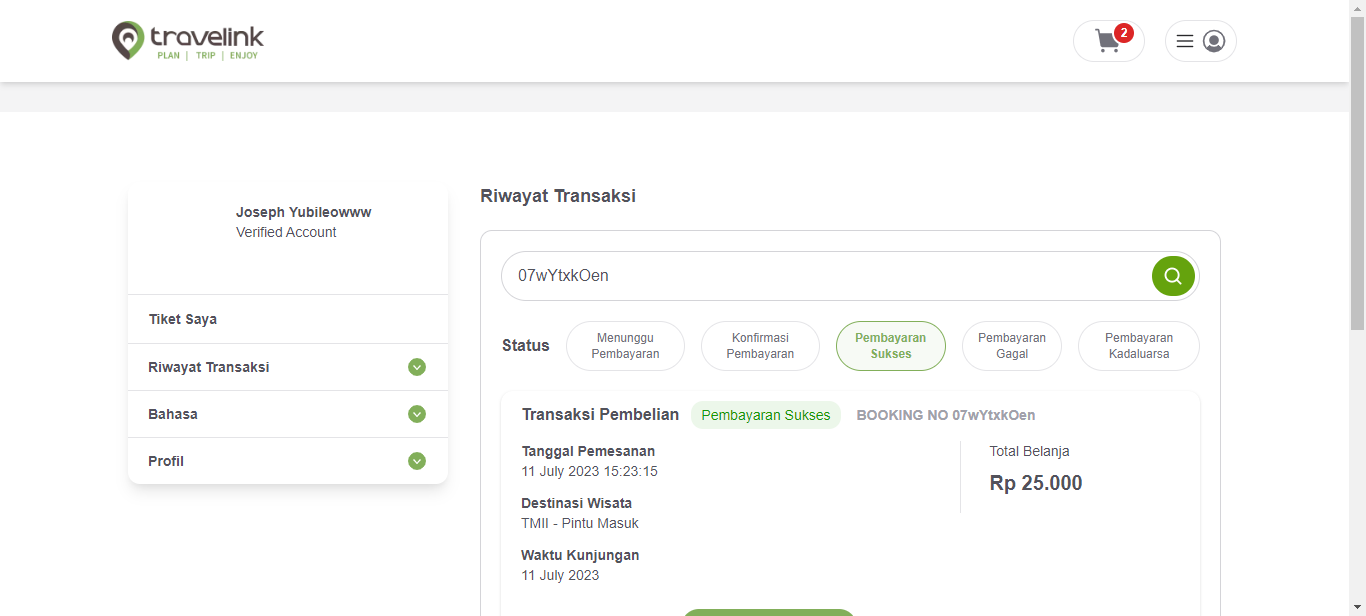 travelink
PLAN | TRIP | ENJOY
2
Joseph Yubileowww
Verified Account
Tiket Saya
Riwayat Transaksi
Bahasa
Profil
Riwayat Transaksi
07wYtxkOen
Status
Menunggu
Pembayaran
Konfirmasi
Pembayaran
Pembayaran
Sukses
Pembayaran
Gagal
Pembayaran
Kadaluarsa
Transaksi Pembelian Pembayaran Sukses BOOKING NO 07wYtxkOen
Tanggal Pemesanan
11 July 2023 15:23:15
Destinasi Wisata
TMII - Pintu Masuk
Waktu Kunjungan
11 July 2023
Total Belanja
Rp 25.000